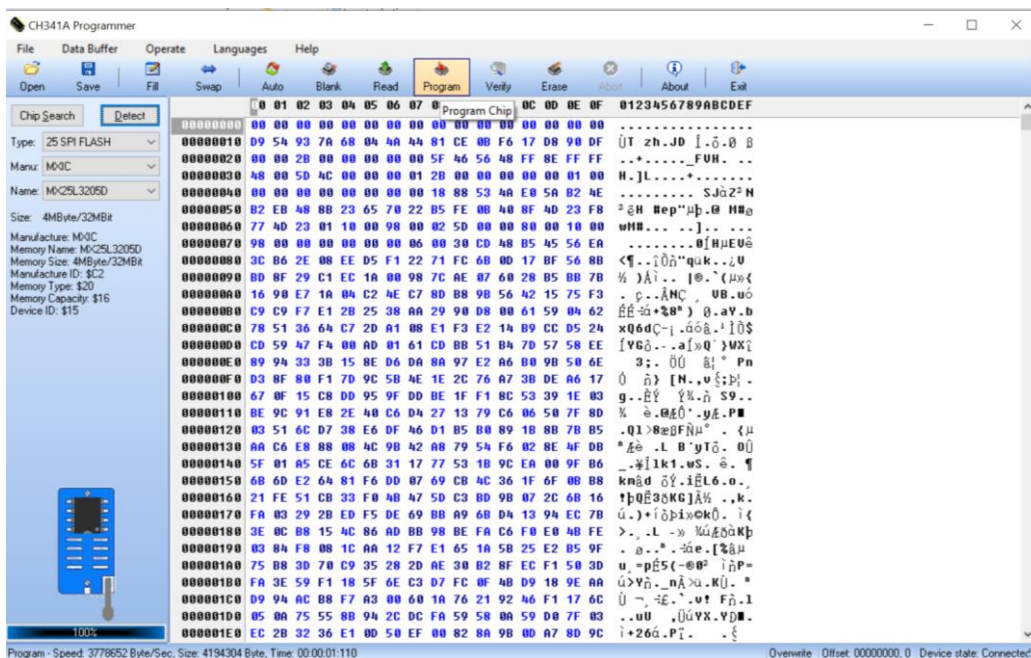 CH341A Programmer
File Data Buffer Operate Languages Help
Open Save Fill Swap Auto Blank Read Program Verify Erase Abort About Exit
Chip Search Detect
Type: 25 SPI FLASH
Manu: MXIC
Name: MX25L3205D
Size: 4MByte/32MBit
Manufacture: MXIC
Memory Name: MX25L3205D
Memory Size: 4MByte/32MBit
Manufacture ID: $C2
Memory Type: $20
Memory Capacity: $16
Device ID: $15
100%
01 02 03 04 05 06 07 0C 0D 0E 0F 0123456789ABCDEF
Program Chip
00000000 00 00 00 00 00 00 00 00 00 00 00 00 00 00 00 00 ................
00000010 D9 54 93 7A 68 04 4A 44 81 CE 0B F6 17 D8 90 DF
00000020 00 00 2B 00 00 00 00 00 5F 46 56 48 FF 8E FF FF
00000030 48 00 5D 4C 00 00 00 01 2B 00 00 00 00 00 01 00 H.]L....+.......
00000040 00 00 00 00 00 00 00 00 18 88 53 4A E0 5A B2 4E
00000050 B2 EB 48 8B 23 65 70 22 B5 FE 0B 40 8F 4D 23 F8
00000060 77 4D 23 01 10 00 98 00 02 5D 00 00 80 00 10 00
00000070 98 00 00 00 00 00 00 06 00 30 CD 48 B5 45 56 EA
00000080 3C B6 2E 08 EE D5 F1 22 71 FC 6B 0D 17 BF 56 8B
00000090 BD 8F 29 C1 EC 1A 00 98 7C AE 07 60 28 B5 BB 7B
000000A0 16 90 E7 1A 04 C2 4E C7 8D B8 9B 56 42 15 75 F3
000000B0 C9 C9 F7 E1 2B 25 38 AA 29 90 D8 00 61 59 04 62
000000C0 78 51 36 64 C7 2D A1 08 E1 F3 E2 14 B9 CC D5 24
000000D0 CD 59 47 F4 00 AD 01 61 CD BB 51 B4 7D 57 58 EE
000000E0 89 94 33 3B 15 8E D6 DA 8A 97 E2 A6 B0 9B 50 6E
000000F0 D3 8F 80 F1 7D 9C 5B 4E 1E 2C 76 A7 3B DE A6 17
00000100 67 0F 15 C8 DD 95 9F DD BE 1F F1 8C 53 39 1E 03
00000110 BE 9C 91 E8 2E 40 C6 D4 27 13 79 C6 06 50 7F 8D
00000120 03 51 6C D7 38 E6 DF 46 D1 B5 B0 89 1B 8B 7B B5
00000130 AA C6 E8 88 08 4C 9B 42 A8 79 54 F6 02 8E 4F DB
00000140 5F 01 A5 CE 6C 6B 31 17 77 53 1B 9C EA 00 9F B6
00000150 6B 6D E2 64 81 F6 DD 07 69 CB 4C 36 1F 6F 0B B8
00000160 21 FE 51 CB 33 F0 4B 47 5D C3 BD 9B 07 2C 6B 16
00000170 FA 03 29 2B ED F5 DE 69 BB A9 6B D4 13 94 EC 7B
00000180 3E 0C B8 15 4C 86 AD BB 98 BE FA C6 F0 E0 4B FE
00000190 03 84 F8 08 1C AA 12 F7 E1 65 1A 5B 25 E2 B5 9F
000001A0 75 B8 3D 70 C9 35 28 2D AE 30 B2 8F EC F1 50 3D
000001B0 FA 3E 59 F1 18 5F 6E C3 D7 FC 0F 4B D9 18 9E AA
000001C0 D9 94 AC B8 F7 A3 00 60 1A 76 21 92 46 F1 17 6C
000001D0 05 0A 75 55 8B 94 2C DC FA 59 58 0A 59 D0 7F 03
000001E0 EC 2B 32 36 E1 0D 50 EF 00 82 8A 9B 0D A7 8D 9C
Program - Speed: 3778652 Byte/Sec, Size: 4194304 Byte, Time: 00:00:01:110 Overwrite Offset: 00000000, 0 Device state: Connected